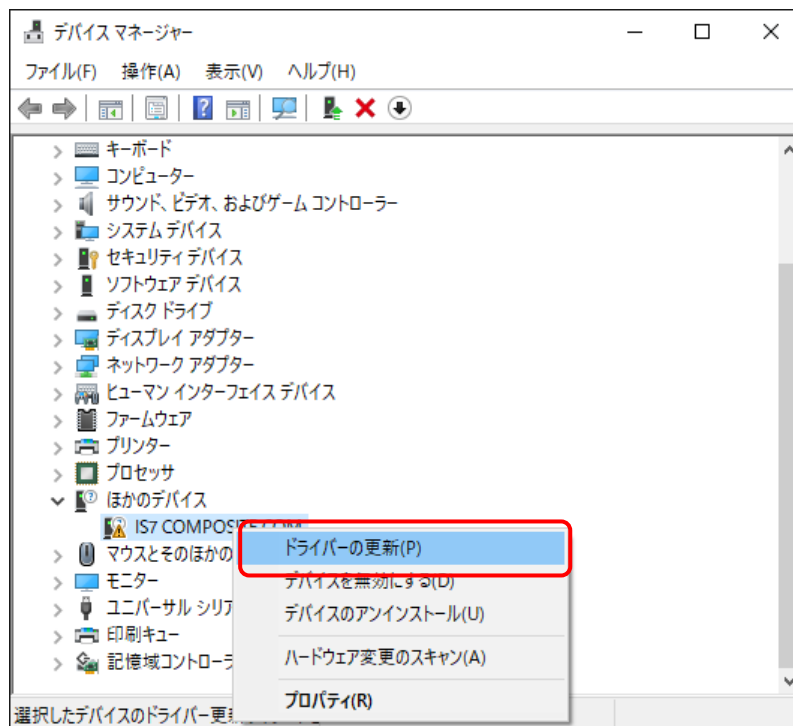 デバイス マネージャー
ファイル(F) 操作(A) 表示(V) ヘルプ(H)
キーボード
コンピューター
サウンド、ビデオ、およびゲーム コントローラー
システム デバイス
セキュリティ デバイス
ソフトウェア デバイス
ディスク ドライブ
ディスプレイ アダプター
ネットワーク アダプター
ヒューマン インターフェイス デバイス
ファームウェア
プリンター
プロセッサ
ほかのデバイス
IS7 COMPOSITE COM
マウスとそのほかの
モニター
ユニバーサル シリア
印刷キュー
記憶域コントローラ
ドライバーの更新(P)
デバイスを無効にする(D)
デバイスのアンインストール(U)
ハードウェア変更のスキャン(A)
プロパティ(R)
選択したデバイスのドライバー更